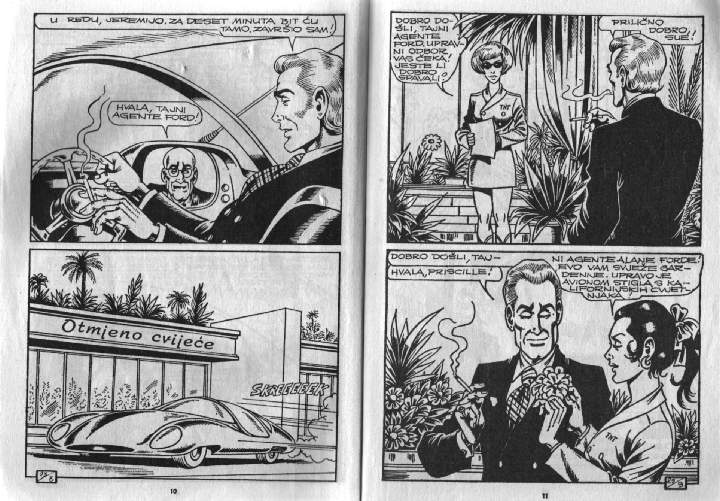 U REDU, JEREMIJO, ZA DESET MINUTA BIT ĆU
TAMO. ZAVRŠIO SAM!
HVALA, TAJNI
AGENTE FORD!
Otmjeno cvijeće
SKREEEEEK
10
DOBRO DO-
ŠLI, TAJNI
AGENTE
FORD, UPRAV-
NI ODBOR
VAS ČEKA!
JESTE LI
DOBRO
SPAVALI?
PRILIČNO
DOBRO,
SUE!
TNT
DOBRO DOŠLI, TAJ-
HVALA, PRISCILLE!
NI AGENTE ALANE FORDE!
EVO VAM SVJEŽE GAR-
DENIJE. UPRAVO JE
AVIONOM STIGLA S KA-
LIFORNIJSKIH CVJET-
NJAKA!
TNT
11